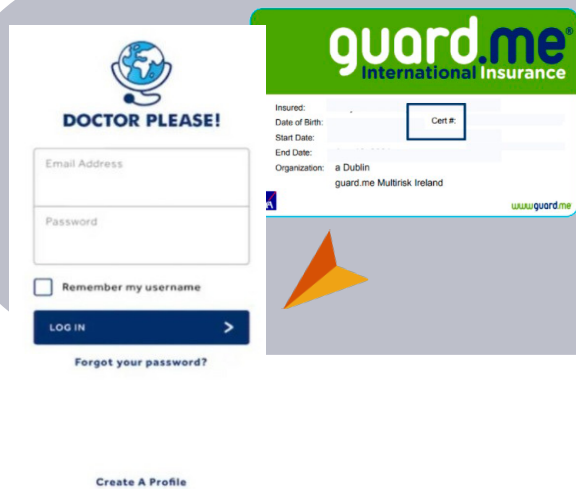 DOCTOR PLEASE!
Email Address
Password
Remember my username
LOG IN
Forgot your password?
Create A Profile
guard.me®
International Insurance
Insured:
Date of Birth:
Cert #:
Start Date:
End Date:
Organization: a Dublin
guard.me Multirisk Ireland
www.guard.me